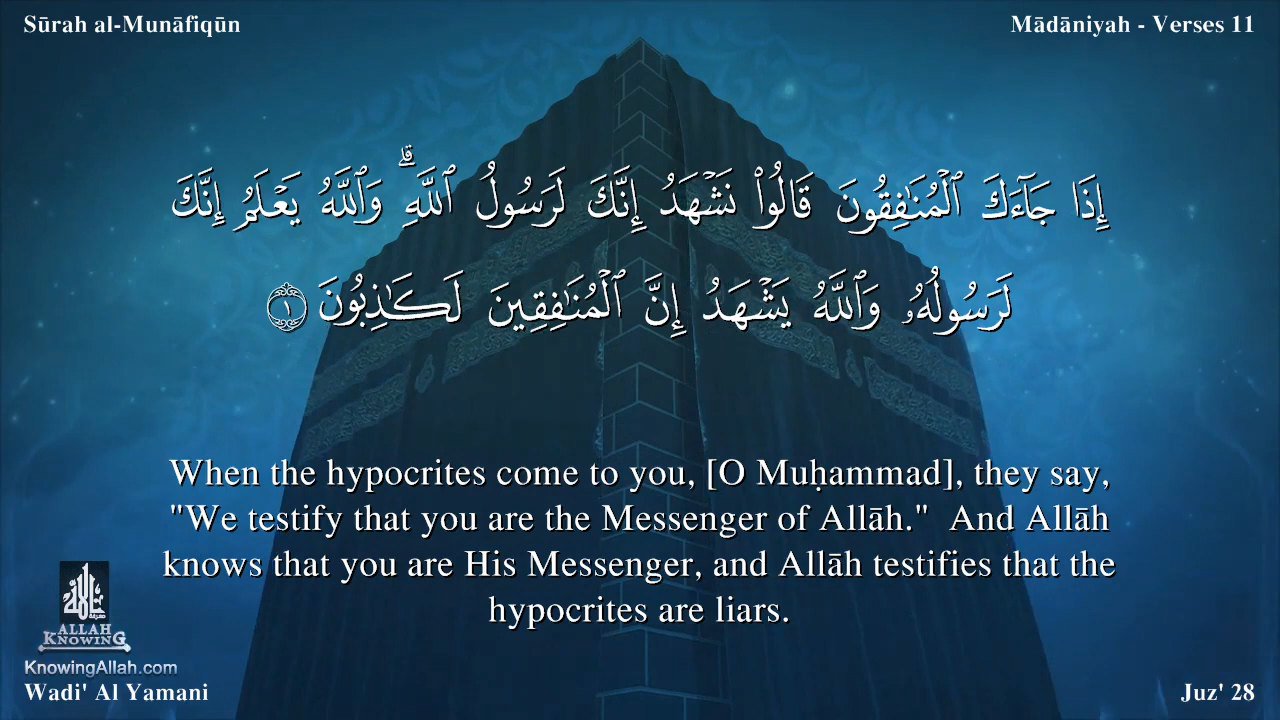 Sūrah al-Munāfiqūn
Mādāniyah - Verses 11
إِذَا جَآءَكَ ٱلْمُنَٰفِقُونَ قَالُوا۟ نَشْهَدُ إِنَّكَ لَرَسُولُ ٱللَّهِ ۗ وَٱللَّهُ يَعْلَمُ إِنَّكَ
لَرَسُولُهُۥ وَٱللَّهُ يَشْهَدُ إِنَّ ٱلْمُنَٰفِقِينَ لَكَٰذِبُونَ ١
When the hypocrites come to you, [O Muḥammad], they say,
"We testify that you are the Messenger of Allāh."  And Allāh
knows that you are His Messenger, and Allāh testifies that the
hypocrites are liars.
ALLAH
KNOWING
KnowingAllah.com
Wadi' Al Yamani
Juz' 28